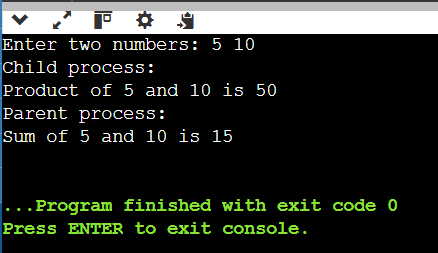 Enter two numbers: 5 10
Child process:
Product of 5 and 10 is 50
Parent process:
Sum of 5 and 10 is 15
...Program finished with exit code 0
Press ENTER to exit console.